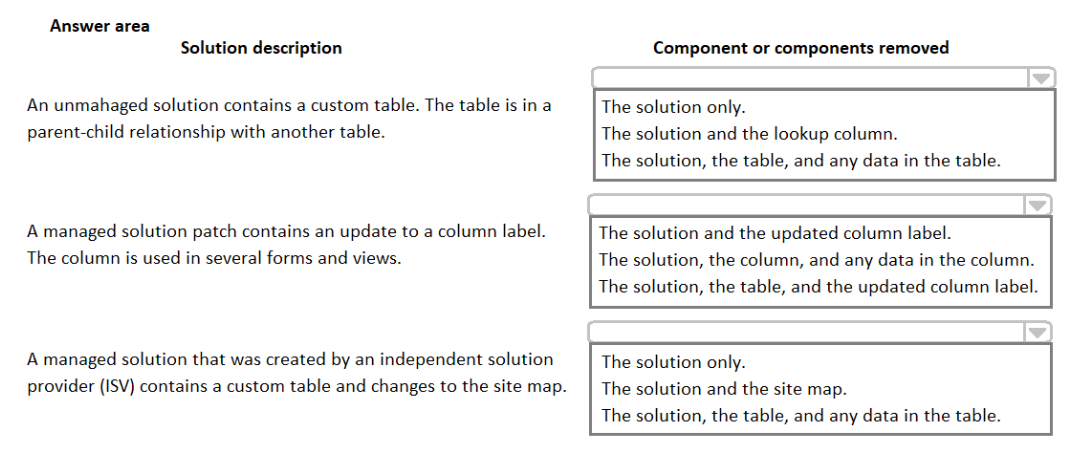 Answer area
Solution description
Component or components removed
An unmahaged solution contains a custom table. The table is in a
parent-child relationship with another table.
The solution only.
The solution and the lookup column.
The solution, the table, and any data in the table.
A managed solution patch contains an update to a column label.
The column is used in several forms and views.
The solution and the updated column label.
The solution, the column, and any data in the column.
The solution, the table, and the updated column label.
A managed solution that was created by an independent solution
provider (ISV) contains a custom table and changes to the site map.
The solution only.
The solution and the site map.
The solution, the table, and any data in the table.